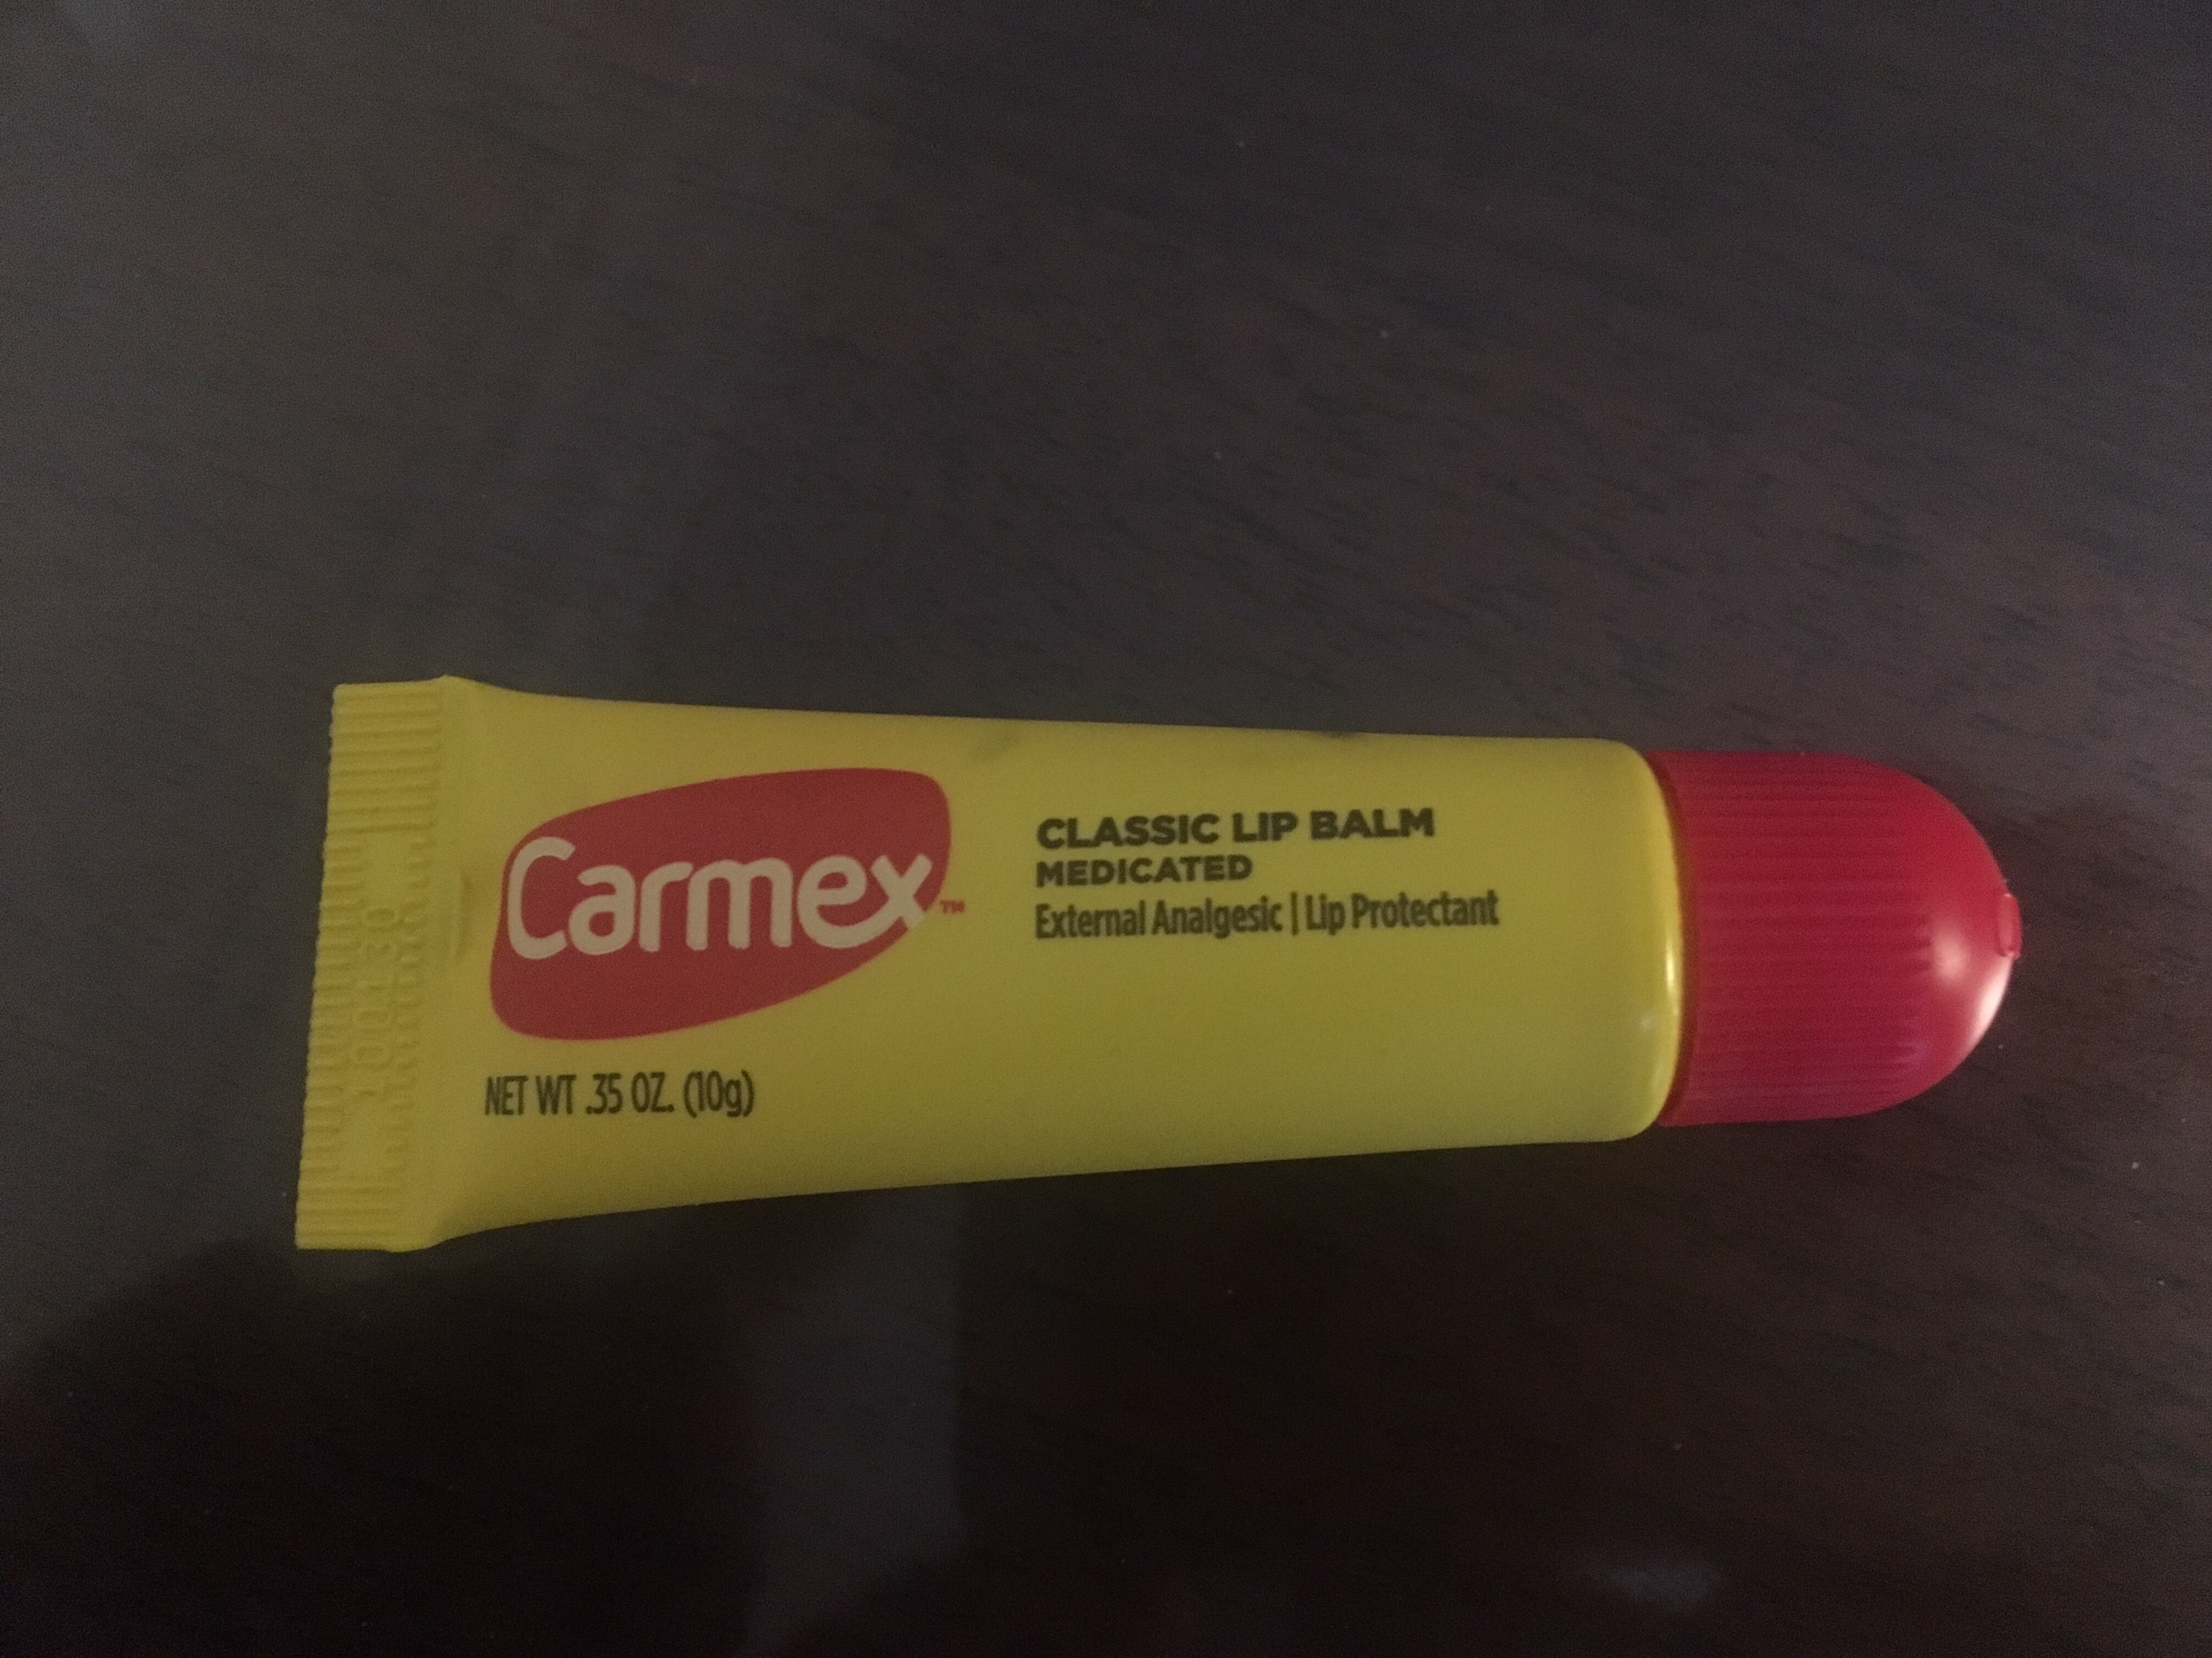 Carmex™
CLASSIC LIP BALM
MEDICATED
External Analgesic | Lip Protectant
NET WT .35 OZ. (10g)